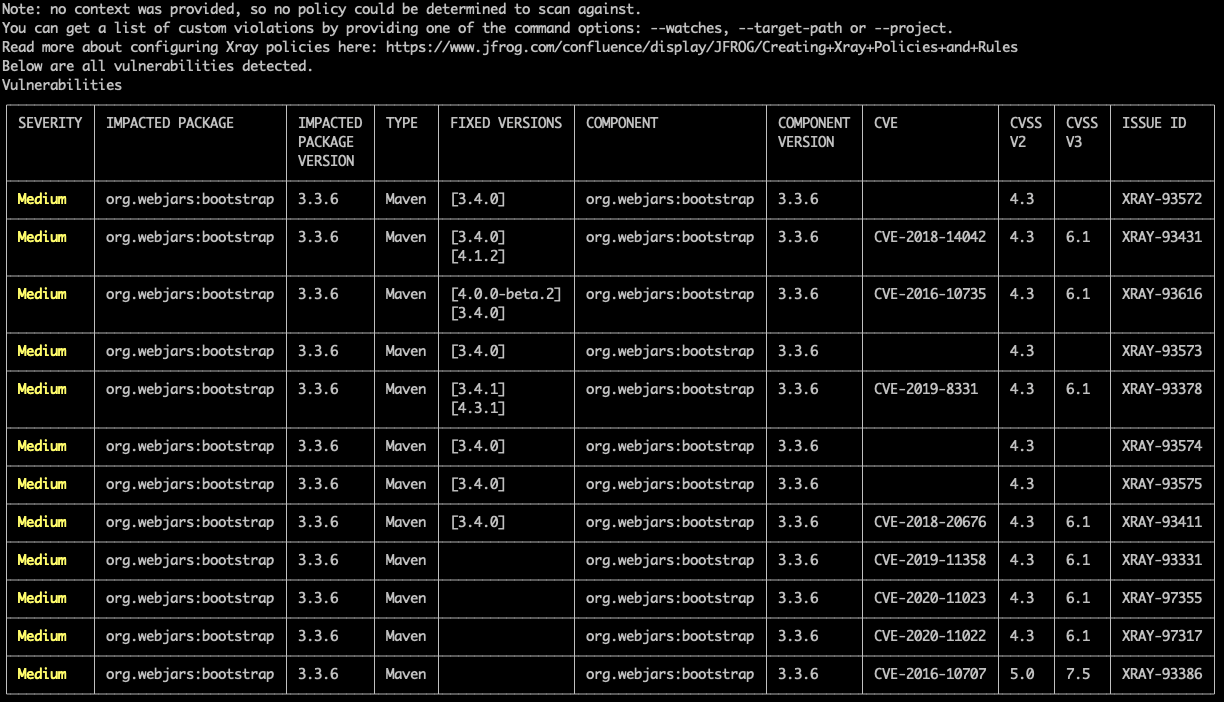 Note: no context was provided, so no policy could be determined to scan against.
You can get a list of custom violations by providing one of the command options: --watches, --target-path or --project.
Read more about configuring Xray policies here: https://www.jfrog.com/confluence/display/JFROG/Creating+Xray+Policies+and+Rules
Below are all vulnerabilities detected.
Vulnerabilities
SEVERITY IMPACTED PACKAGE IMPACTED TYPE FIXED VERSIONS COMPONENT COMPONENT CVE CVSS CVSS ISSUE ID
PACKAGE VERSION V2 V3
VERSION
Medium org.webjars:bootstrap 3.3.6 Maven [3.4.0] org.webjars:bootstrap 3.3.6 4.3 XRAY-93572
Medium org.webjars:bootstrap 3.3.6 Maven [3.4.0] org.webjars:bootstrap 3.3.6 CVE-2018-14042 4.3 6.1 XRAY-93431
[4.1.2]
Medium org.webjars:bootstrap 3.3.6 Maven [4.0.0-beta.2] org.webjars:bootstrap 3.3.6 CVE-2016-10735 4.3 6.1 XRAY-93616
[3.4.0]
Medium org.webjars:bootstrap 3.3.6 Maven [3.4.0] org.webjars:bootstrap 3.3.6 4.3 XRAY-93573
Medium org.webjars:bootstrap 3.3.6 Maven [3.4.1] org.webjars:bootstrap 3.3.6 CVE-2019-8331 4.3 6.1 XRAY-93378
[4.3.1]
Medium org.webjars:bootstrap 3.3.6 Maven [3.4.0] org.webjars:bootstrap 3.3.6 4.3 XRAY-93574
Medium org.webjars:bootstrap 3.3.6 Maven [3.4.0] org.webjars:bootstrap 3.3.6 4.3 XRAY-93575
Medium org.webjars:bootstrap 3.3.6 Maven [3.4.0] org.webjars:bootstrap 3.3.6 CVE-2018-20676 4.3 6.1 XRAY-93411
Medium org.webjars:bootstrap 3.3.6 Maven org.webjars:bootstrap 3.3.6 CVE-2019-11358 4.3 6.1 XRAY-93331
Medium org.webjars:bootstrap 3.3.6 Maven org.webjars:bootstrap 3.3.6 CVE-2020-11023 4.3 6.1 XRAY-97355
Medium org.webjars:bootstrap 3.3.6 Maven org.webjars:bootstrap 3.3.6 CVE-2020-11022 4.3 6.1 XRAY-97317
Medium org.webjars:bootstrap 3.3.6 Maven org.webjars:bootstrap 3.3.6 CVE-2016-10707 5.0 7.5 XRAY-93386